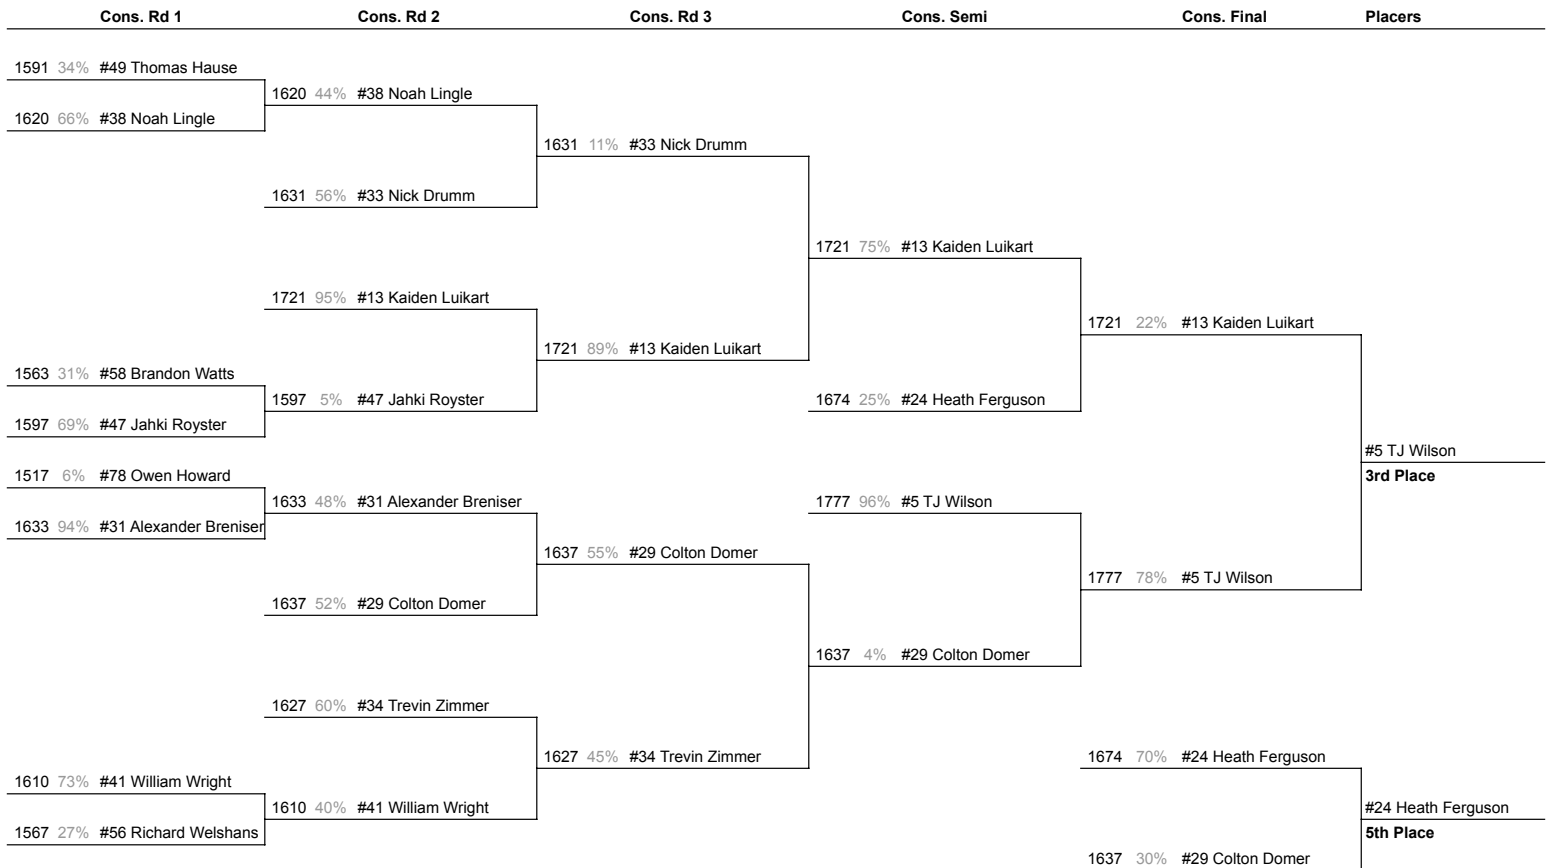 Cons. Rd 1 Cons. Rd 2 Cons. Rd 3 Cons. Semi Cons. Final Placers
1591 34% #49 Thomas Hause
1620 44% #38 Noah Lingle
1620 66% #38 Noah Lingle
1631 11% #33 Nick Drumm
1631 56% #33 Nick Drumm
1721 75% #13 Kaiden Luikart
1721 95% #13 Kaiden Luikart
1721 22% #13 Kaiden Luikart
1721 89% #13 Kaiden Luikart
1563 31% #58 Brandon Watts
1597 5% #47 Jahki Royster 1674 25% #24 Heath Ferguson
1597 69% #47 Jahki Royster
#5 TJ Wilson
1517 6% #78 Owen Howard
3rd Place
1633 48% #31 Alexander Breniser 1777 96% #5 TJ Wilson
1633 94% #31 Alexander Breniser
1637 55% #29 Colton Domer
1777 78% #5 TJ Wilson
1637 52% #29 Colton Domer
1637 4% #29 Colton Domer
1627 60% #34 Trevin Zimmer
1627 45% #34 Trevin Zimmer 1674 70% #24 Heath Ferguson
1610 73% #41 William Wright
1610 40% #41 William Wright #24 Heath Ferguson
1567 27% #56 Richard Welshans 5th Place
1637 30% #29 Colton Domer